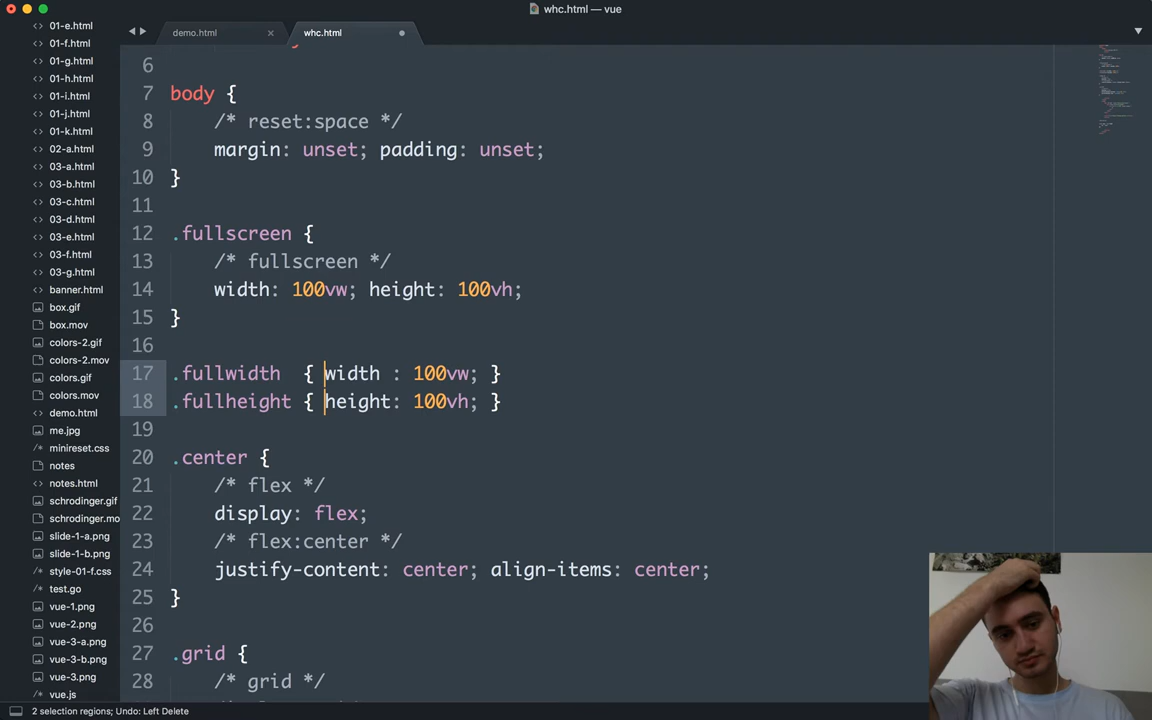 whc.html — vue
demo.html
whc.html
01-e.html
01-f.html
01-g.html
01-h.html
01-i.html
01-j.html
01-k.html
02-a.html
03-a.html
03-b.html
03-c.html
03-d.html
03-e.html
03-f.html
03-g.html
banner.html
box.gif
box.mov
colors-2.gif
colors-2.mov
colors.gif
colors.mov
demo.html
me.jpg
minireset.css
notes
notes.html
schrodinger.gif
schrodinger.mo
slide-1-a.png
slide-1-b.png
style-01-f.css
test.go
vue-1.png
vue-2.png
vue-3-a.png
vue-3-b.png
vue-3.png
vue.js
6
7 body {
8 /* reset:space */
9 margin: unset; padding: unset;
10 }
11
12 .fullscreen {
13 /* fullscreen */
14 width: 100vw; height: 100vh;
15 }
16
17 .fullwidth { width : 100vw; }
18 .fullheight { height: 100vh; }
19
20 .center {
21 /* flex */
22 display: flex;
23 /* flex:center */
24 justify-content: center; align-items: center;
25 }
26
27 .grid {
28 /* grid */
2 selection regions; Undo: Left Delete